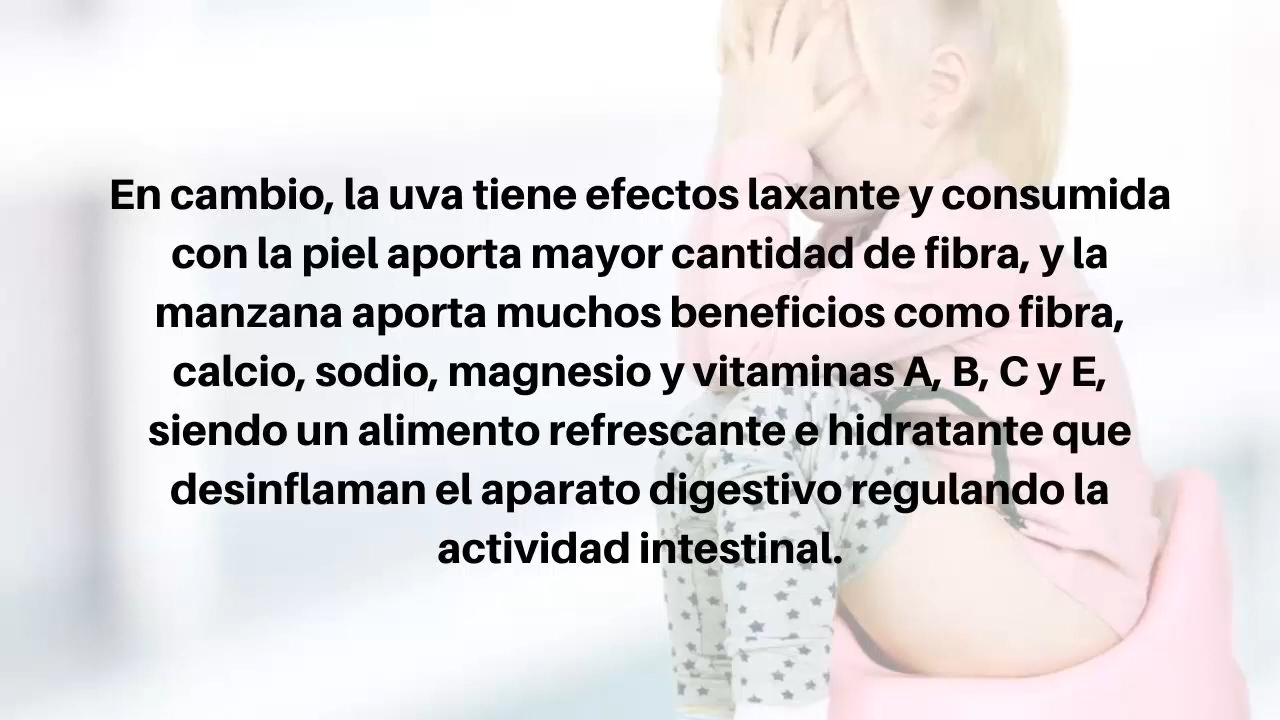 En cambio, la uva tiene efectos laxante y consumida
con la piel aporta mayor cantidad de fibra, y la
manzana aporta muchos beneficios como fibra,
calcio, sodio, magnesio y vitaminas A, B, C y E,
siendo un alimento refrescante e hidratante que
desinflaman el aparato digestivo regulando la
actividad intestinal.